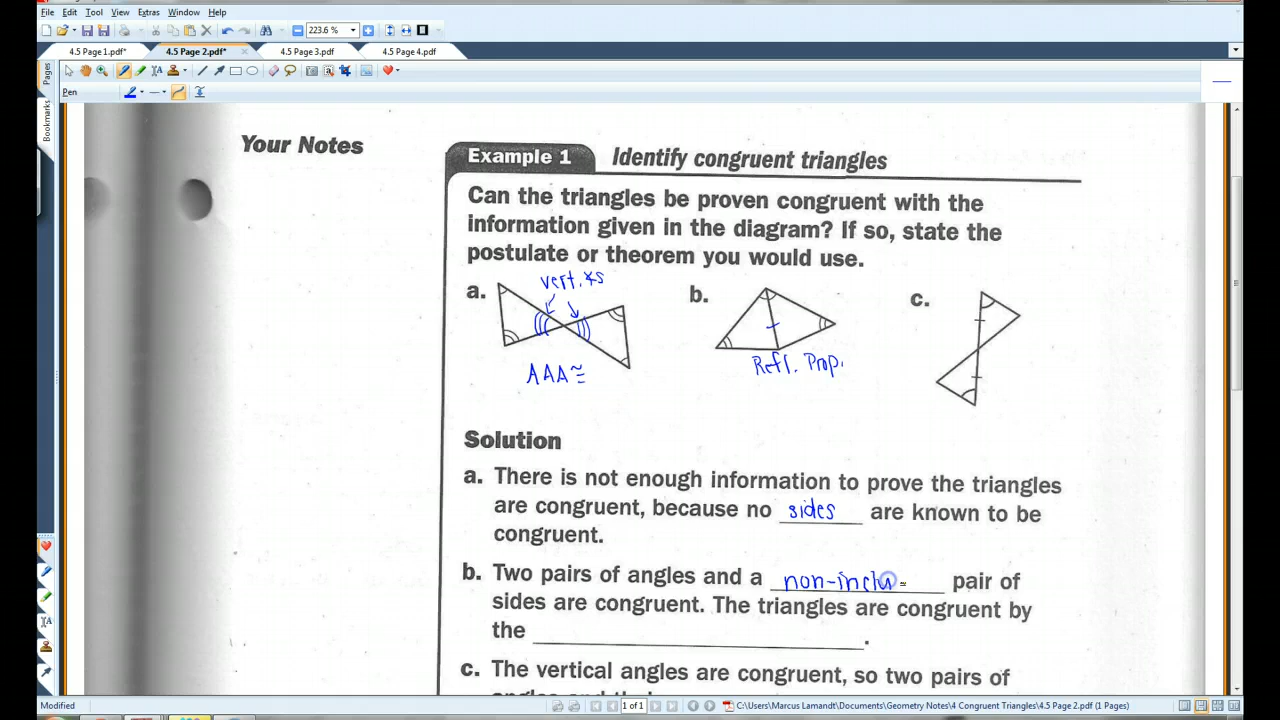 File Edit Tool View Extras Window Help
223.6 %
4.5 Page 1.pdf* 4.5 Page 2.pdf* 4.5 Page 3.pdf 4.5 Page 4.pdf
Pen
Pages
Bookmarks
Your Notes
Example 1 Identify congruent triangles
Can the triangles be proven congruent with the
information given in the diagram? If so, state the
postulate or theorem you would use.
a. vert. ∡s b. c.
AAA≅ Refl. Prop.
Solution
a. There is not enough information to prove the triangles
are congruent, because no sides are known to be
congruent.
b. Two pairs of angles and a non-inclu pair of
sides are congruent. The triangles are congruent by
the ______.
c. The vertical angles are congruent, so two pairs of
Modified 1 of 1 C:\Users\Marcus Lamandt\Documents\Geometry Notes\4 Congruent Triangles\4.5 Page 2.pdf (1 Pages)